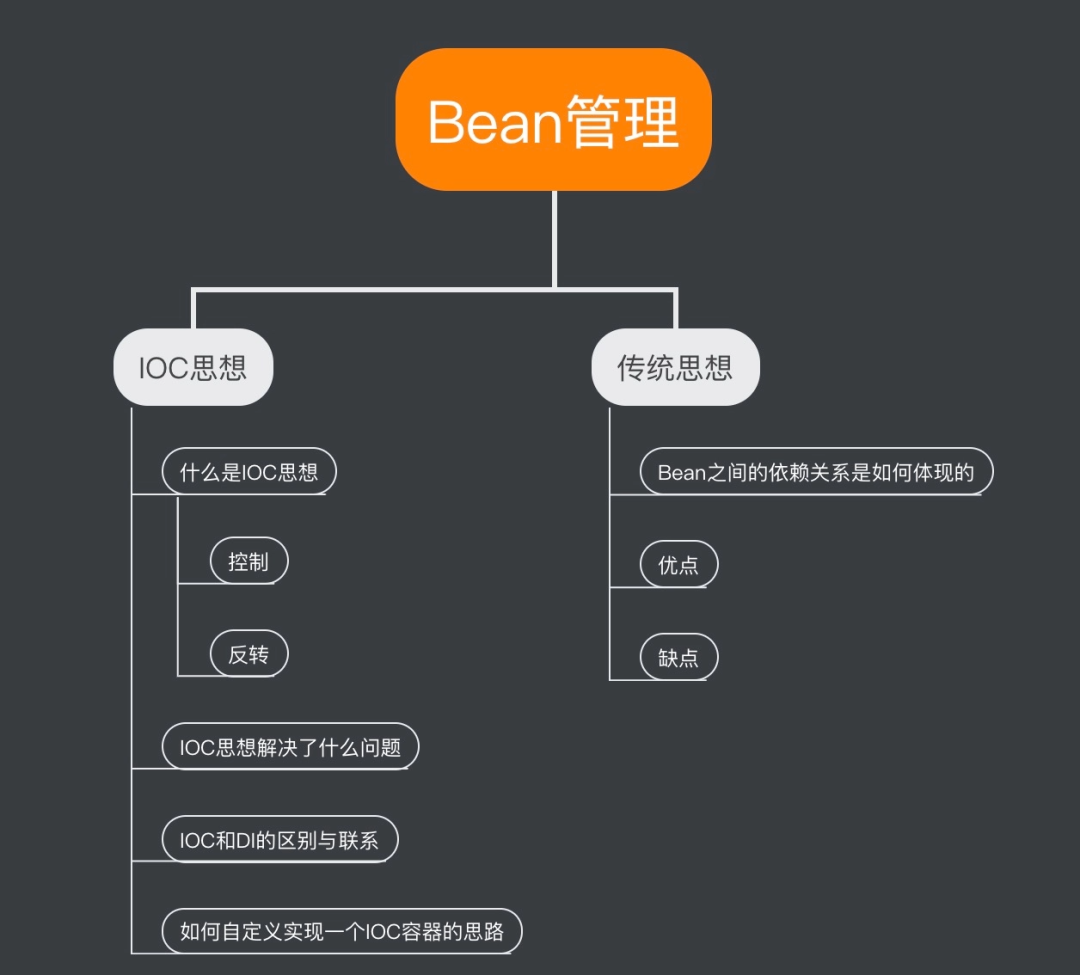 Bean管理
IOC思想
什么是IOC思想
控制
反转
IOC思想解决了什么问题
IOC和DI的区别与联系
如何自定义实现一个IOC容器的思路
传统思想
Bean之间的依赖关系是如何体现的
优点
缺点